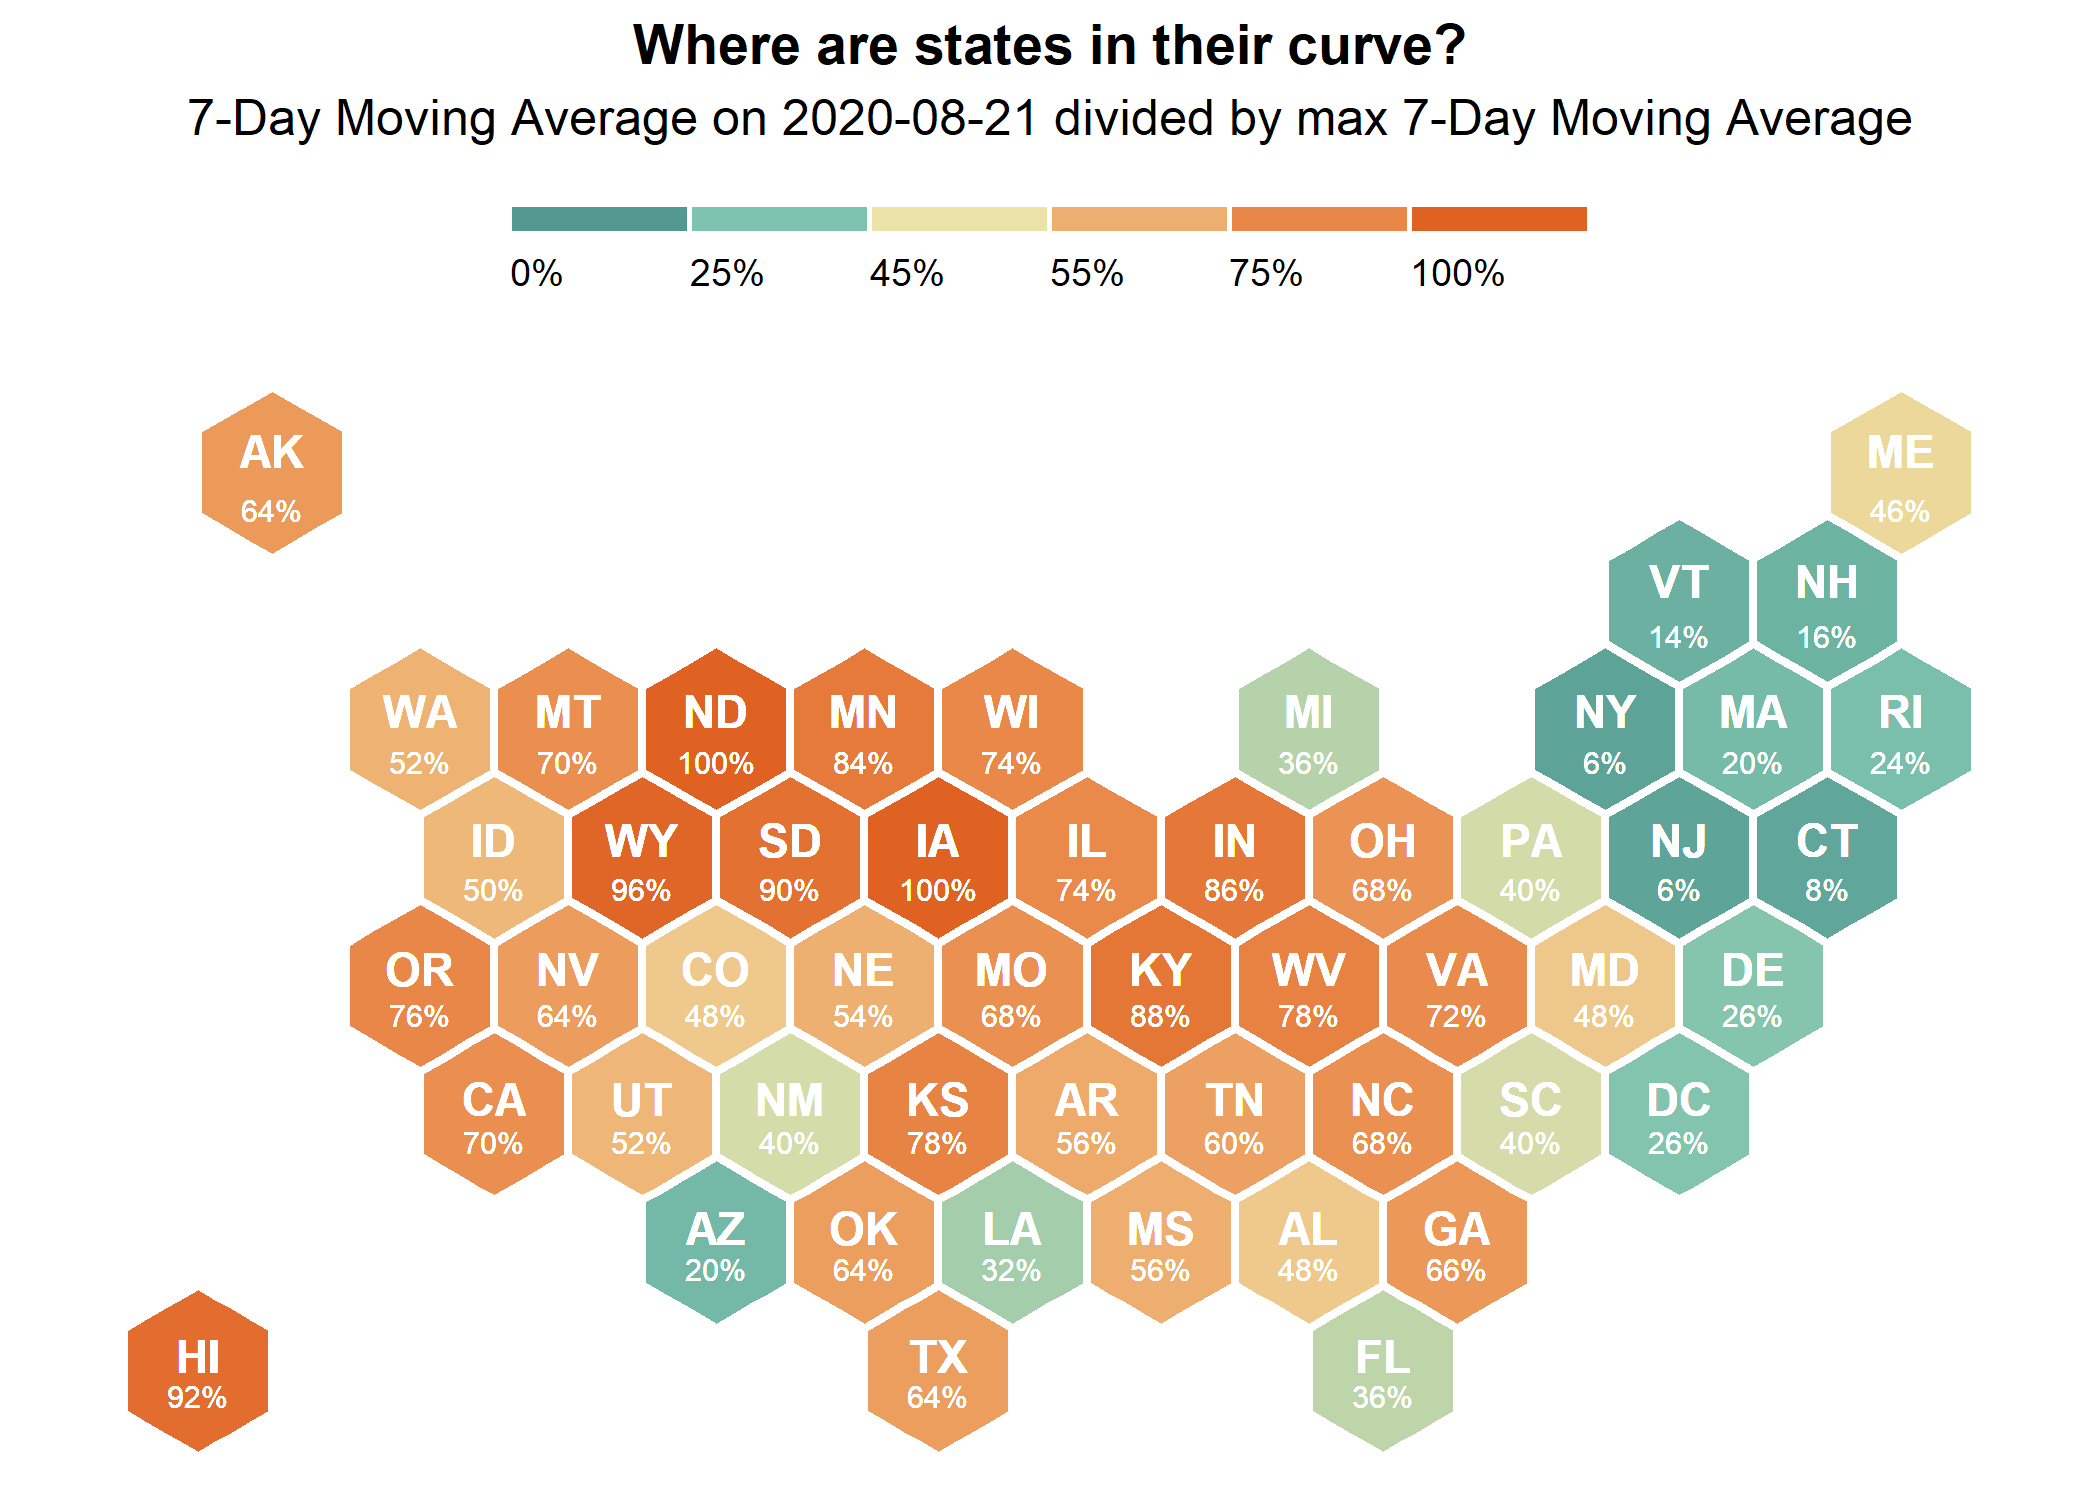 Where are states in their curve?
7-Day Moving Average on 2020-08-21 divided by max 7-Day Moving Average
0% 25% 45% 55% 75% 100%
AK ME
64% 46%
VT NH
14% 16%
WA MT ND MN WI MI NY MA RI
52% 70% 100% 84% 74% 36% 6% 20% 24%
ID WY SD IA IL IN OH PA NJ CT
50% 96% 90% 100% 74% 86% 68% 40% 6% 8%
OR NV CO NE MO KY WV VA MD DE
76% 64% 48% 54% 68% 88% 78% 72% 48% 26%
CA UT NM KS AR TN NC SC DC
70% 52% 40% 78% 56% 60% 68% 40% 26%
AZ OK LA MS AL GA
20% 64% 32% 56% 48% 66%
HI TX FL
92% 64% 36%